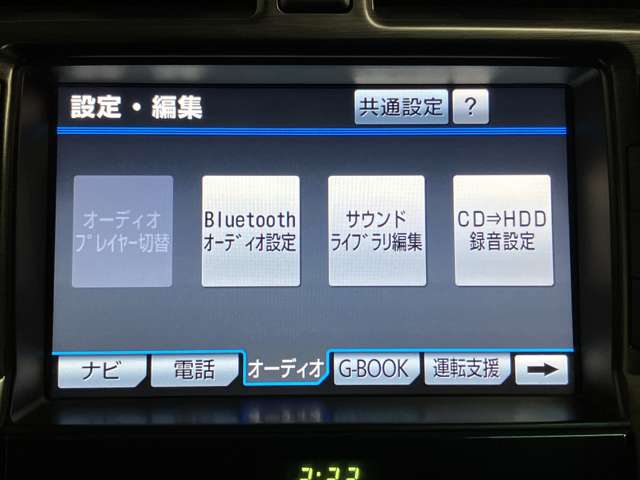 設定・編集
共通設定
?
オーディオ
プレイヤー切替
Bluetooth
オーディオ設定
サウンド
ライブラリ編集
CD⇒HDD
録音設定
ナビ
電話
オーディオ
G-BOOK
運転支援